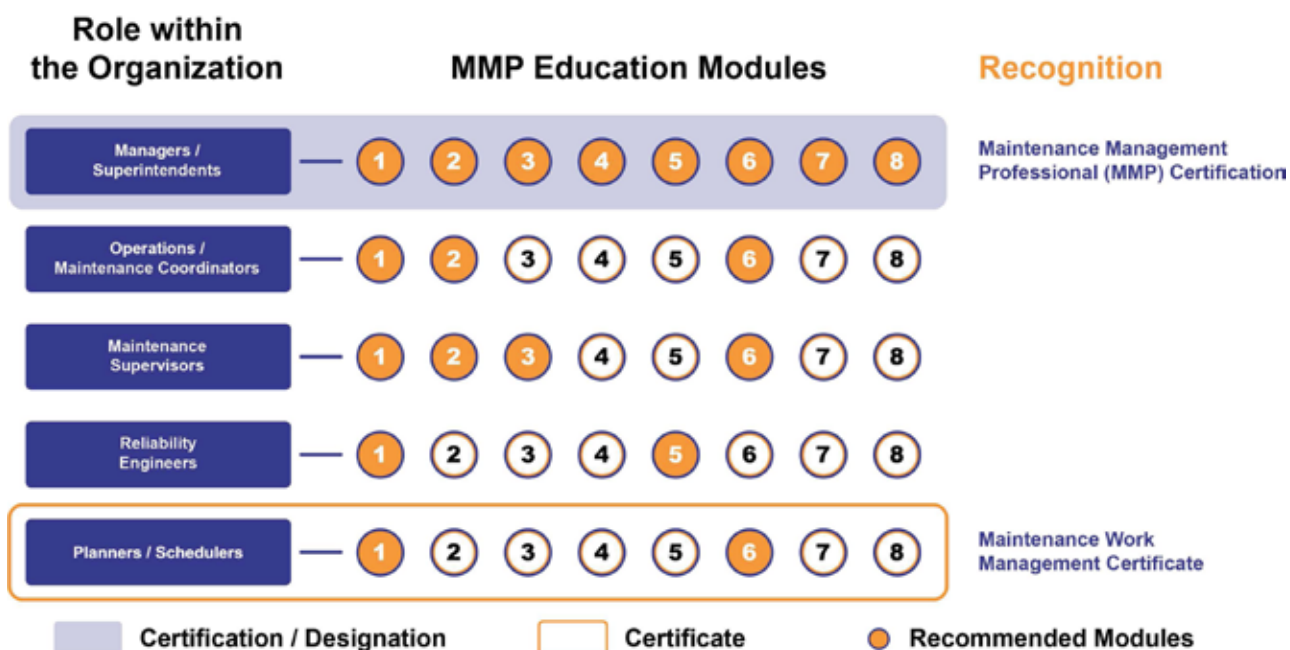 Role within
the Organization
MMP Education Modules
Recognition
Managers /
Superintendents
1 2 3 4 5 6 7 8
Maintenance Management
Professional (MMP) Certification
Operations /
Maintenance Coordinators
1 2 3 4 5 6 7 8
Maintenance
Supervisors
1 2 3 4 5 6 7 8
Reliability
Engineers
1 2 3 4 5 6 7 8
Planners / Schedulers
1 2 3 4 5 6 7 8
Maintenance Work
Management Certificate
Certification / Designation
Certificate
Recommended Modules